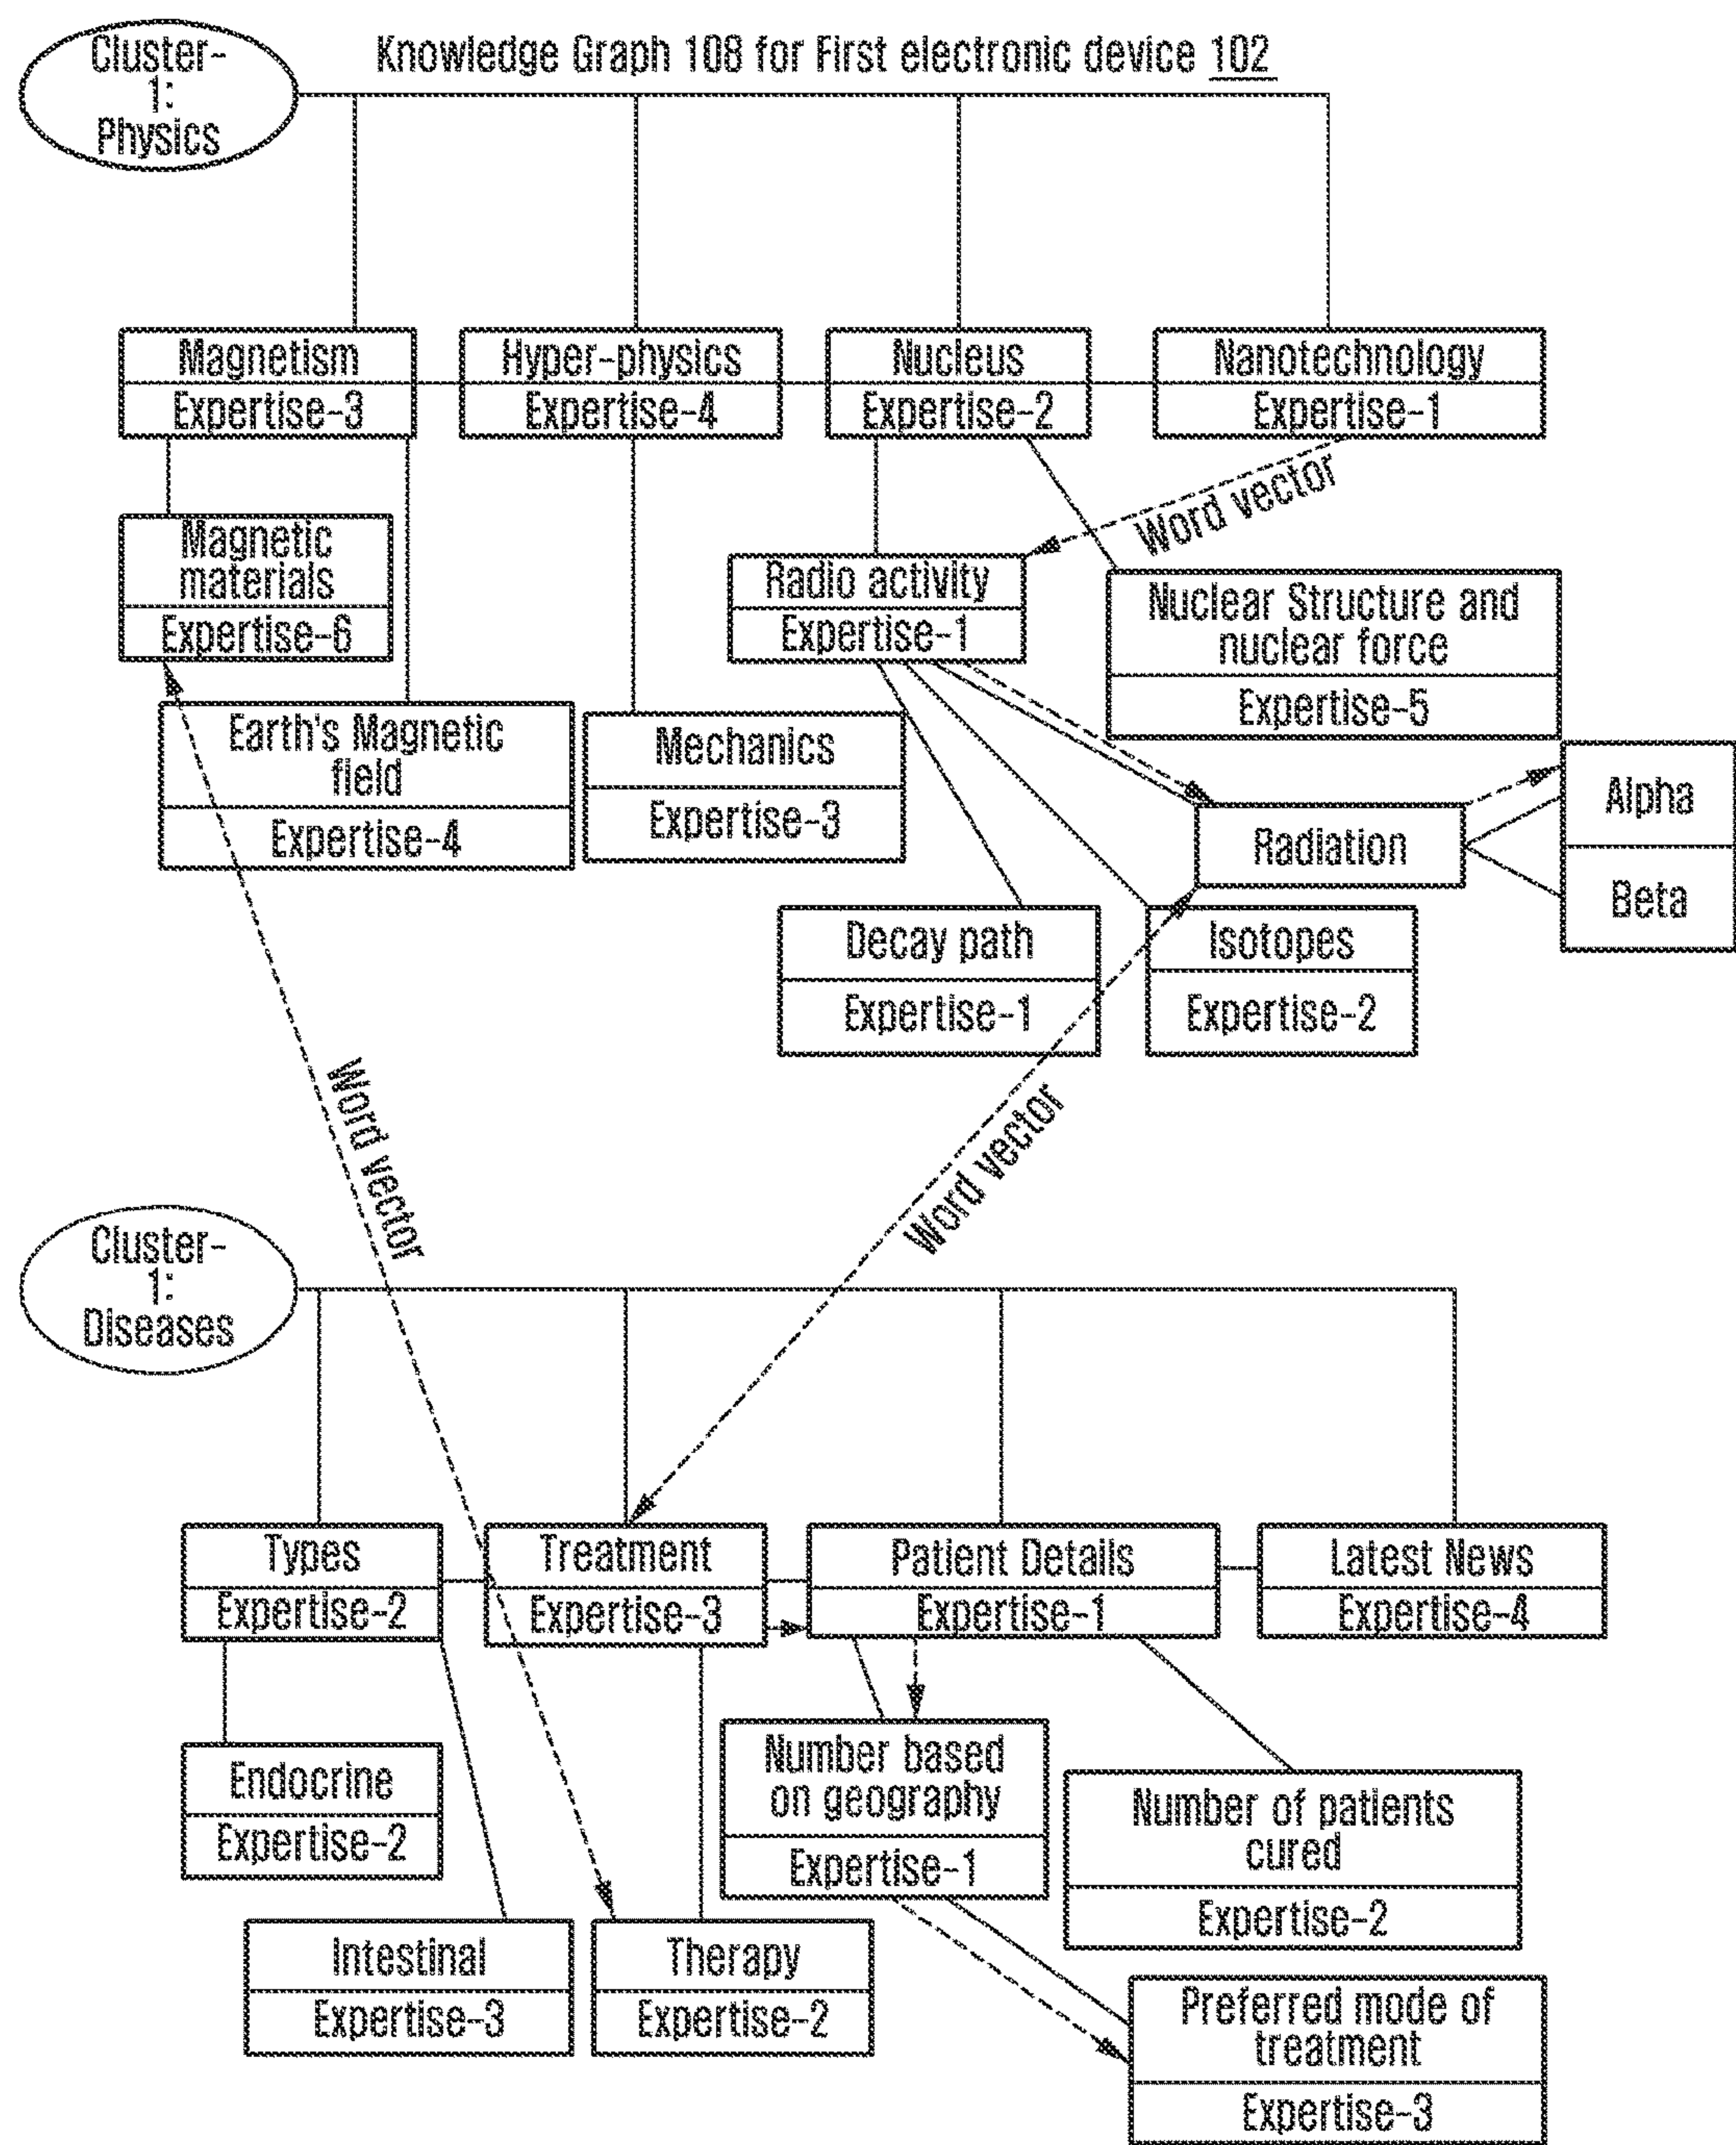 Cluster-
1:
Physics
Knowledge Graph 108 for First electronic device 102
Magnetism
Expertise-3
Hyper-physics
Expertise-4
Nucleus
Expertise-2
Nanotechnology
Expertise-1
Word vector
Magnetic
materials
Expertise-6
Radio activity
Expertise-1
Nuclear Structure and
nuclear force
Expertise-5
Earth's Magnetic
field
Expertise-4
Mechanics
Expertise-3
Radiation
Alpha
Beta
Decay path
Expertise-1
Isotopes
Expertise-2
Word vector
Word vector
Cluster-
1:
Diseases
Types
Expertise-2
Treatment
Expertise-3
Patient Details
Expertise-1
Latest News
Expertise-4
Endocrine
Expertise-2
Number based
on geography
Expertise-1
Number of patients
cured
Expertise-2
Intestinal
Expertise-3
Therapy
Expertise-2
Preferred mode of
treatment
Expertise-3